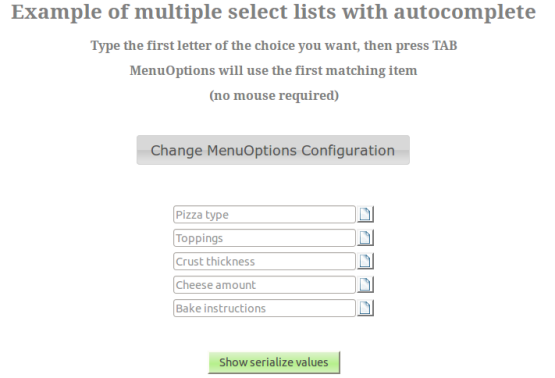 Example of multiple select lists with autocomplete
Type the first letter of the choice you want, then press TAB
MenuOptions will use the first matching item
(no mouse required)
Change MenuOptions Configuration
Pizza type
Toppings
Crust thickness
Cheese amount
Bake instructions
Show serialize values